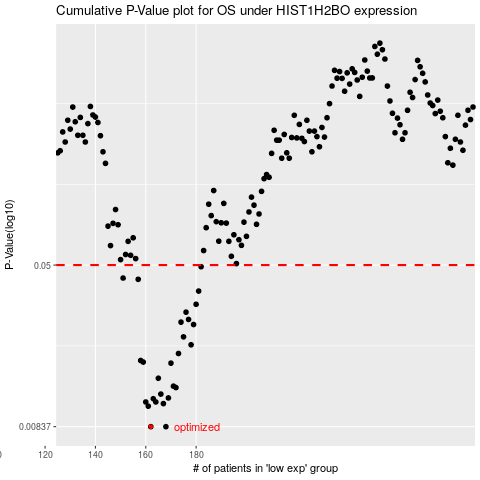 Cumulative P-Value plot for OS under HIST1H2BO expression
P-Value(log10)
0.05
0.00837
optimized
0 120 140 160 180
# of patients in 'low exp' group